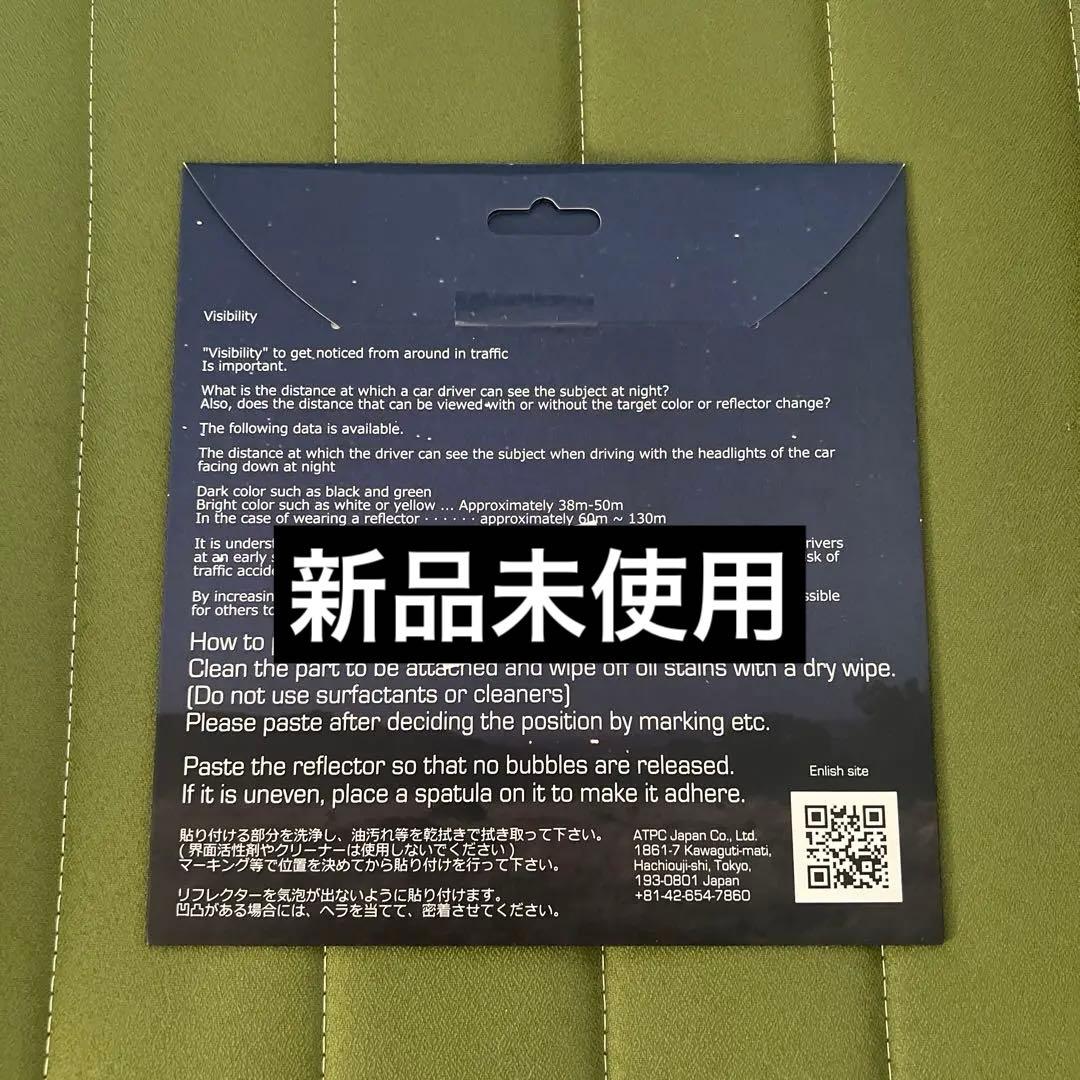 Visibility
"Visibility" to get noticed from around in traffic
Is important.
What is the distance at which a car driver can see the subject at night?
Also, does the distance that can be viewed with or without the target color or reflector change?
The following data is available.
The distance at which the driver can see the subject when driving with the headlights of the car
facing down at night
Dark color such as black and green
Bright color such as white or yellow ... Approximately 38m-50m
In the case of wearing a reflector · · · · · · approximately 60m ~ 130m
It is rivers
at an early sk of
traffic
By
for others
新品未使用
How to
Clean the part to be attached and wipe off oil stains with a dry wipe.
(Do not use surfactants or cleaners)
Please paste after deciding the position by marking etc.
Paste the reflector so that no bubbles are released.
If it is uneven, place a spatula on it to make it adhere.
Enlish site
貼り付ける部分を洗浄し、油汚れ等を乾拭きで拭き取って下さい。
(界面活性剤やクリーナーは使用しないでください)
マーキング等で位置を決めてから貼り付けを行って下さい。
リフレクターを気泡が出ないように貼り付けます。
凹凸がある場合には、ヘラを当てて、密着させてください。
ATPC Japan Co., Ltd.
1861-7 Kawaguti-mati,
Hachiouji-shi, Tokyo,
193-0801 Japan
+81-42-654-7860